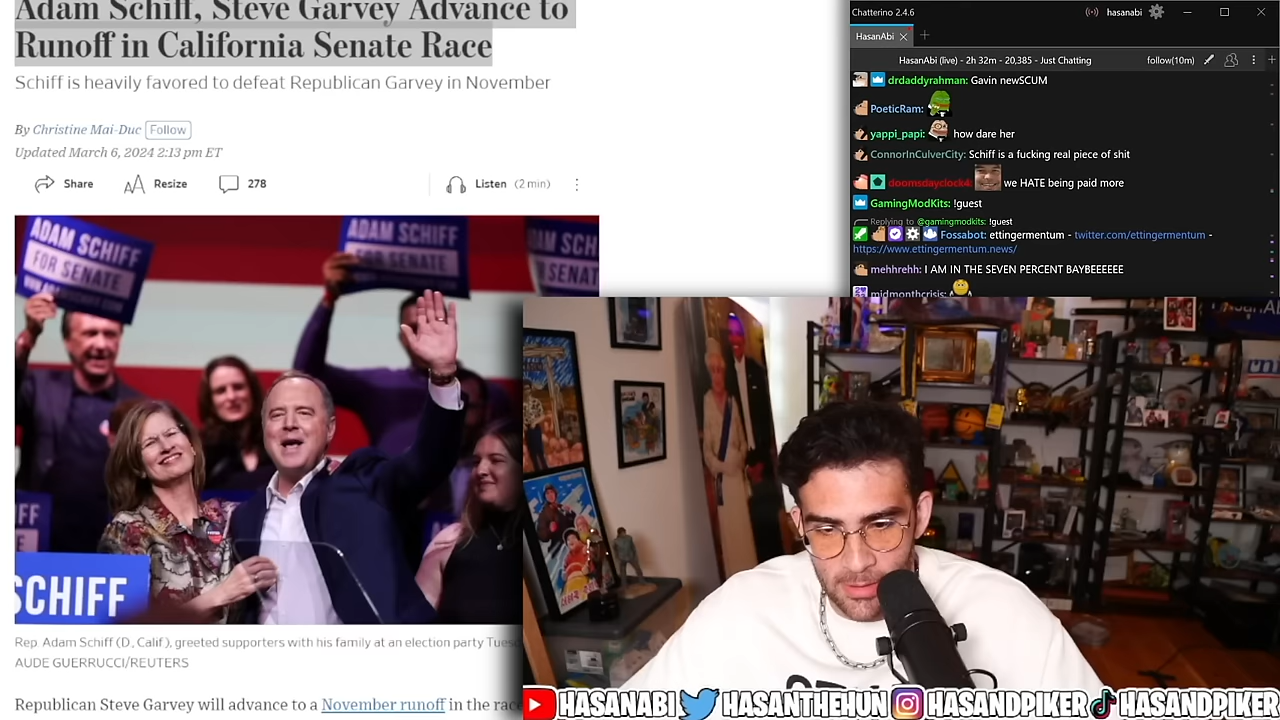 Adam Schiff, Steve Garvey Advance to
Runoff in California Senate Race
Schiff is heavily favored to defeat Republican Garvey in November
By Christine Mai-Duc Follow
Updated March 6, 2024 2:13 pm ET
Share Resize 278 Listen (2 min)
ADAM SCHIFF
FOR SENATE
ADAM SCHIFF
FOR SENATE
SCHIFF
Rep. Adam Schiff (D., Calif.), greeted supporters with his family at an election party
AUDE GUERRUCCI/REUTERS
Republican Steve Garvey will advance to a November runoff in the
Chatterino 2.4.6
hasanabi
HasanAbi
HasanAbi (live) - 2h 32m - 20,385 - Just Chatting
follow(10m)
drdaddyrahman: Gavin newSCUM
PoeticRam:
yappi_papi: how dare her
ConnorInCulverCity: Schiff is a fucking real piece of shit
doomsdayclock4 we HATE being paid more
GamingModKits: !guest
Replying to @gamingmodkits: !guest
Fossabot: ettingermentum - twitter.com/ettingermentum -
https://www.ettingermentum.news/
mehhrehh: I AM IN THE SEVEN PERCENT BAYBEEEEEE
midmonthcrisis:
HASANABI HASANTHEHUN HASANDPIKER HASANDPIKER